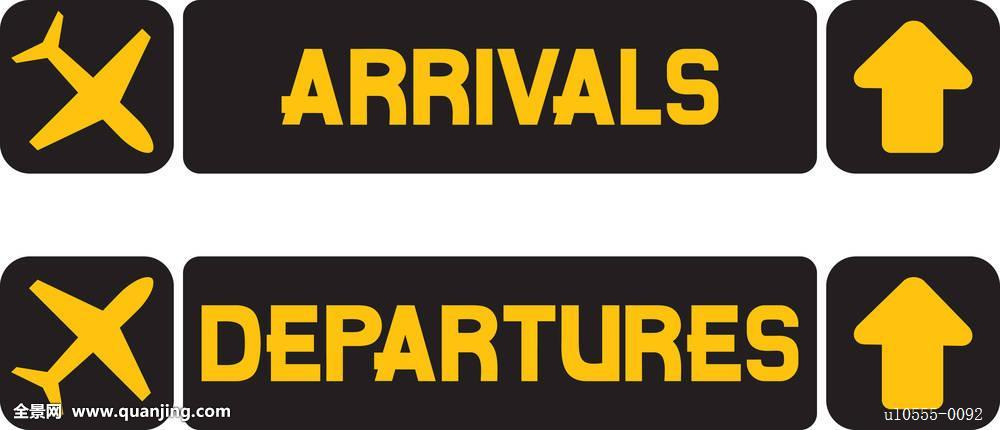 ARRIVALS
DEPARTURES
全景网 www.quanjing.com
u10555-0092